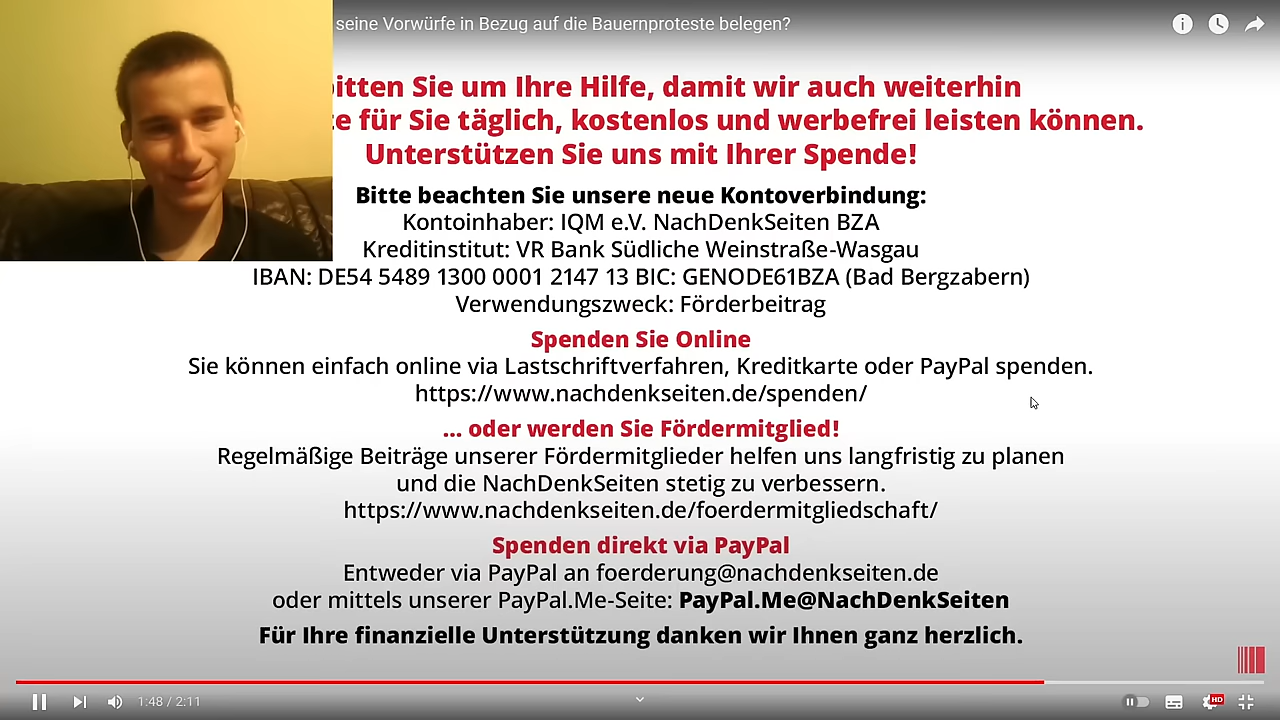 seine Vorwürfe in Bezug auf die Bauernproteste belegen?
itten Sie um Ihre Hilfe, damit wir auch weiterhin
te für Sie täglich, kostenlos und werbefrei leisten können.
Unterstützen Sie uns mit Ihrer Spende!
Bitte beachten Sie unsere neue Kontoverbindung:
Kontoinhaber: IQM e.V. NachDenkSeiten BZA
Kreditinstitut: VR Bank Südliche Weinstraße-Wasgau
IBAN: DE54 5489 1300 0001 2147 13 BIC: GENODE61BZA (Bad Bergzabern)
Verwendungszweck: Förderbeitrag
Spenden Sie Online
Sie können einfach online via Lastschriftverfahren, Kreditkarte oder PayPal spenden.
https://www.nachdenkseiten.de/spenden/
... oder werden Sie Fördermitglied!
Regelmäßige Beiträge unserer Fördermitglieder helfen uns langfristig zu planen
und die NachDenkSeiten stetig zu verbessern.
https://www.nachdenkseiten.de/foerdermitgliedschaft/
Spenden direkt via PayPal
Entweder via PayPal an foerderung@nachdenkseiten.de
oder mittels unserer PayPal.Me-Seite: PayPal.Me@NachDenkSeiten
Für Ihre finanzielle Unterstützung danken wir Ihnen ganz herzlich.
1:48 / 2:11
HD